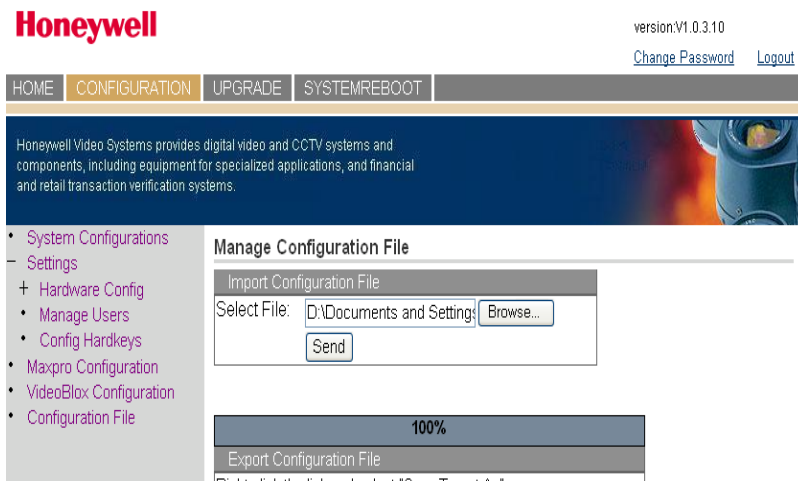 Honeywell
version:V1.0.3.10
Change Password Logout
HOME CONFIGURATION UPGRADE SYSTEMREBOOT
Honeywell Video Systems provides digital video and CCTV systems and
components, including equipment for specialized applications, and financial
and retail transaction verification systems.
System Configurations
Settings
Hardware Config
Manage Users
Config Hardkeys
Maxpro Configuration
VideoBlox Configuration
Configuration File
Manage Configuration File
Import Configuration File
Select File: D:\Documents and Settings Browse...
Send
100%
Export Configuration File